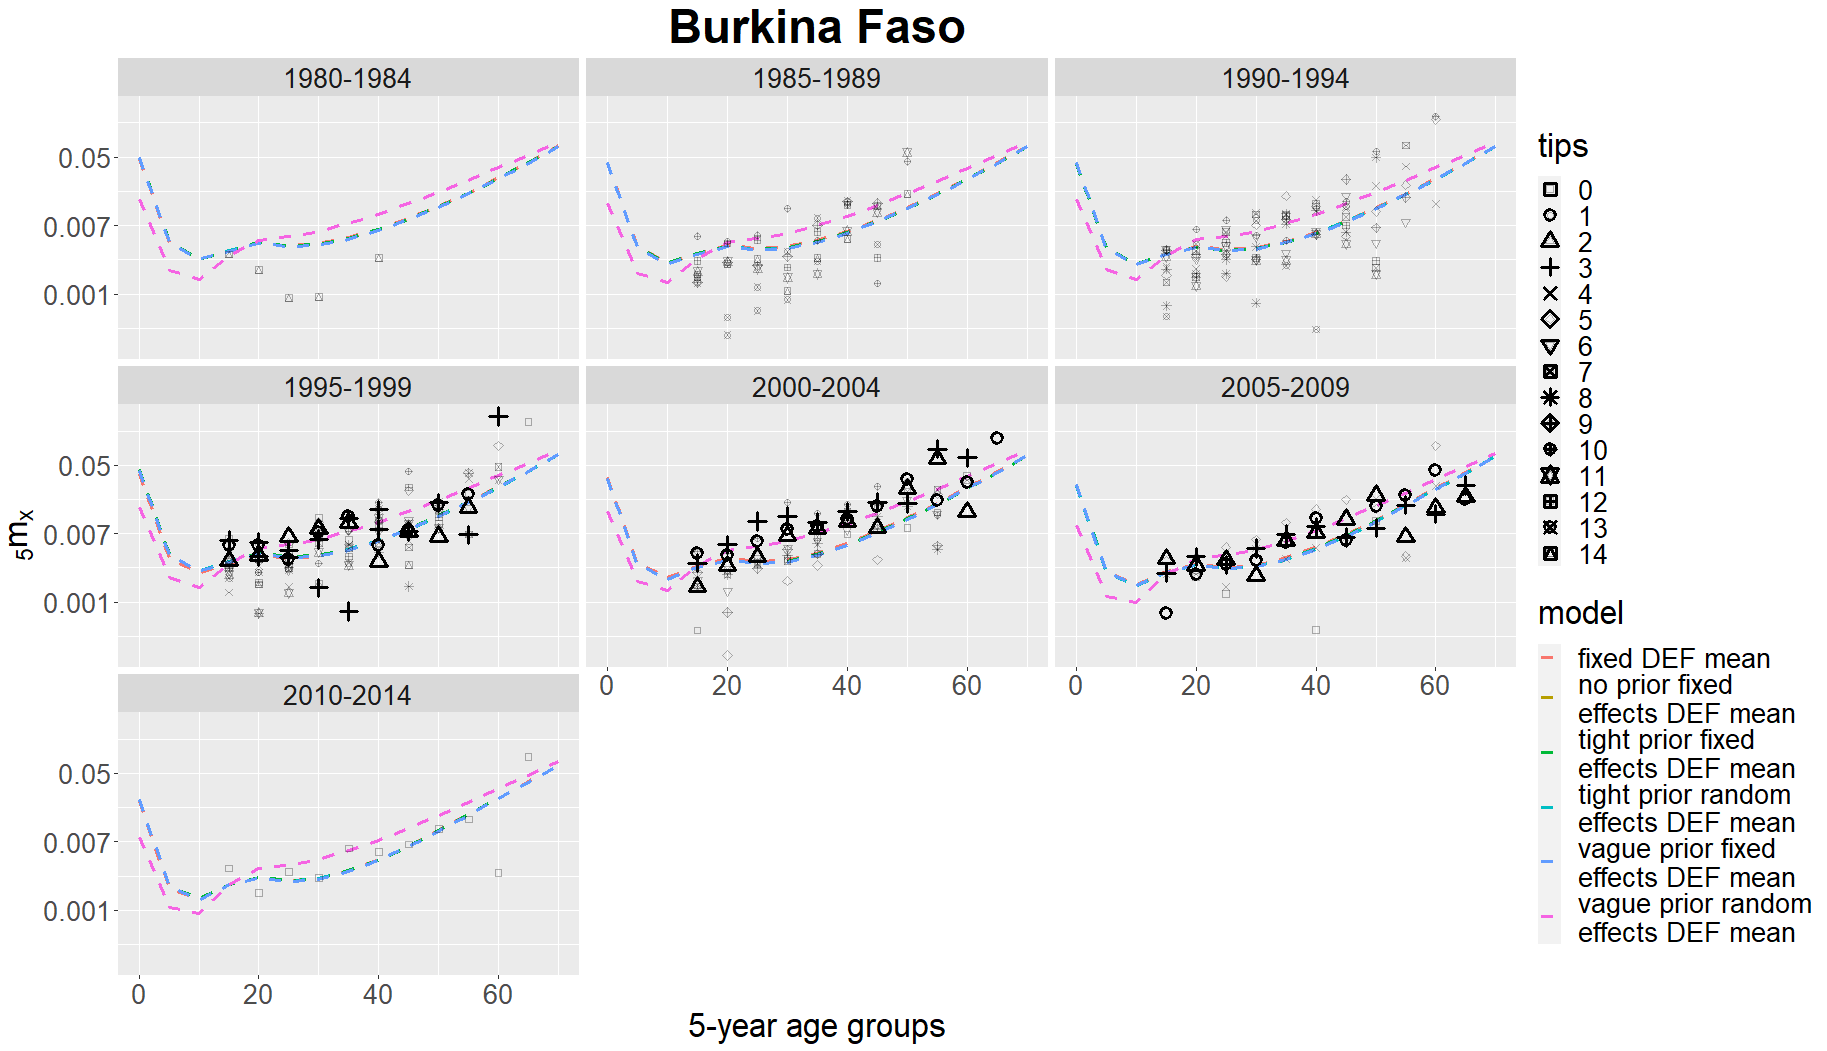 Burkina Faso
1980-1984
1985-1989
1990-1994
0.05
0.007
0.001
1995-1999
2000-2004
2005-2009
0.05
0.007
0.001
0 20 40 60
0 20 40 60
2010-2014
0.05
0.007
0.001
0 20 40 60
5mx
5-year age groups
tips
0
1
2
3
4
5
6
7
8
9
10
11
12
13
14
model
fixed DEF mean
no prior fixed
effects DEF mean
tight prior fixed
effects DEF mean
tight prior random
effects DEF mean
vague prior fixed
effects DEF mean
vague prior random
effects DEF mean